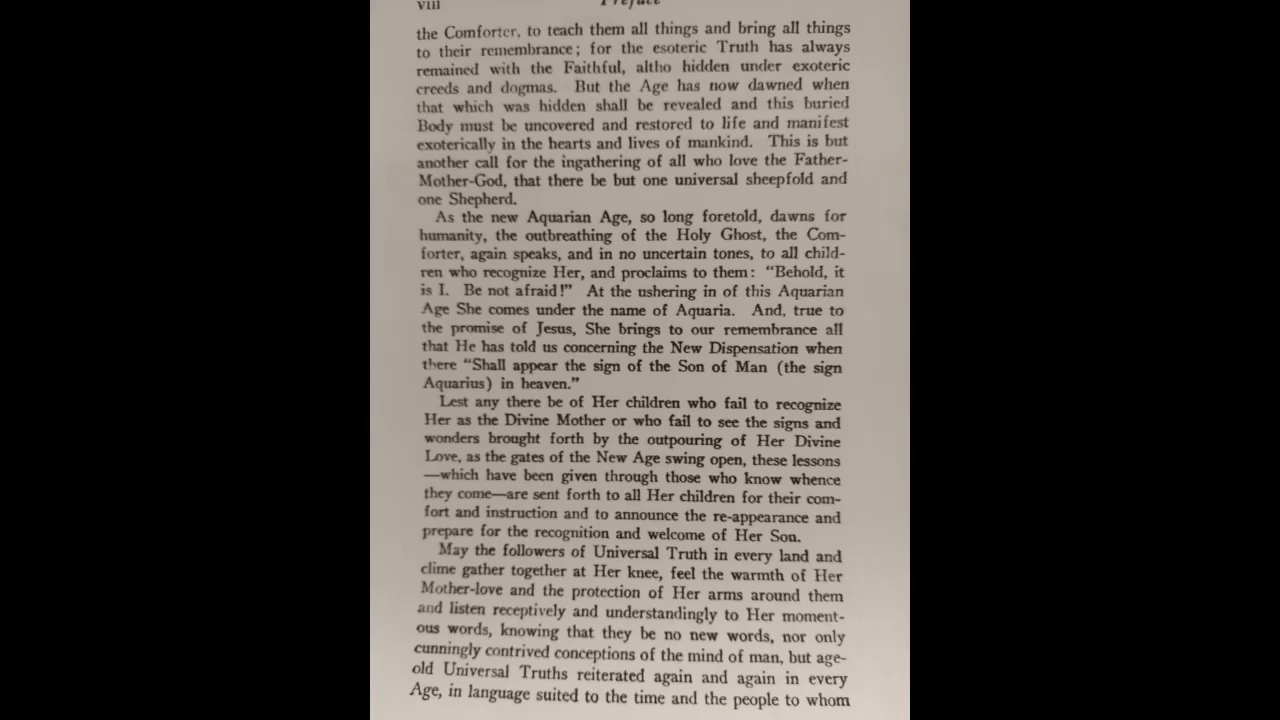 viii Preface
the Comforter, to teach them all things and bring all things
to their remembrance; for the esoteric Truth has always
remained with the Faithful, altho hidden under exoteric
creeds and dogmas. But the Age has now dawned when
that which was hidden shall be revealed and this buried
Body must be uncovered and restored to life and manifest
exoterically in the hearts and lives of mankind. This is but
another call for the ingathering of all who love the Father-
Mother-God, that there be but one universal sheepfold and
one Shepherd.
As the new Aquarian Age, so long foretold, dawns for
humanity, the outbreathing of the Holy Ghost, the Com-
forter, again speaks, and in no uncertain tones, to all child-
ren who recognize Her, and proclaims to them: "Behold, it
is I. Be not afraid!" At the ushering in of this Aquarian
Age She comes under the name of Aquaria. And, true to
the promise of Jesus, She brings to our remembrance all
that He has told us concerning the New Dispensation when
there "Shall appear the sign of the Son of Man (the sign
Aquarius) in heaven."
Lest any there be of Her children who fail to recognize
Her as the Divine Mother or who fail to see the signs and
wonders brought forth by the outpouring of Her Divine
Love, as the gates of the New Age swing open, these lessons
—which have been given through those who know whence
they come—are sent forth to all Her children for their com-
fort and instruction and to announce the re-appearance and
prepare for the recognition and welcome of Her Son.
May the followers of Universal Truth in every land and
clime gather together at Her knee, feel the warmth of Her
Mother-love and the protection of Her arms around them
and listen receptively and understandingly to Her moment-
ous words, knowing that they be no new words, nor only
cunningly contrived conceptions of the mind of man, but age-
old Universal Truths reiterated again and again in every
Age, in language suited to the time and the people to whom